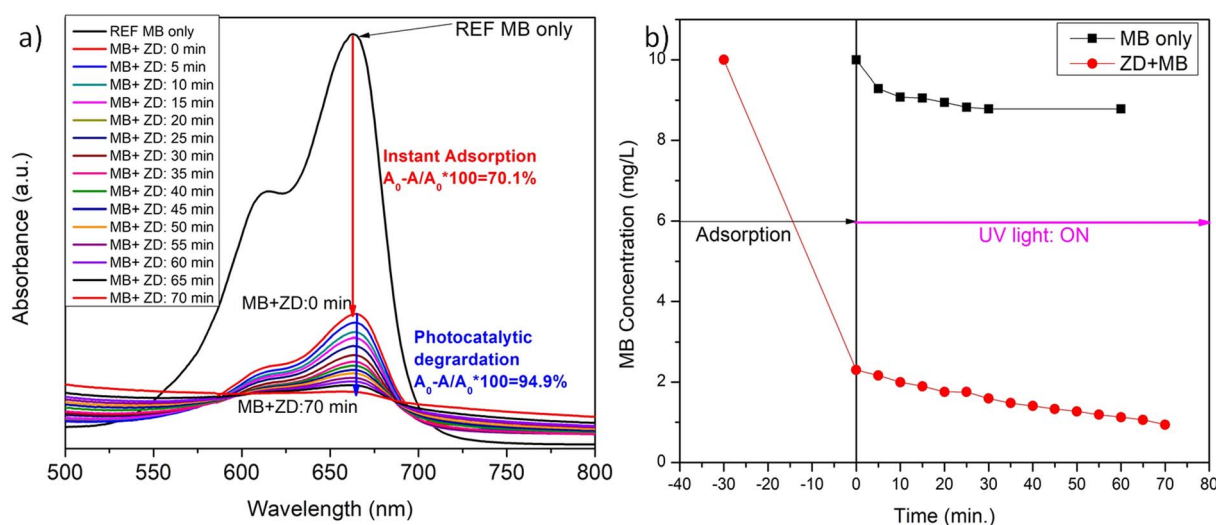 a)
REF MB only
MB+ ZD: 0 min
MB+ ZD: 5 min
MB+ ZD: 10 min
MB+ ZD: 15 min
MB+ ZD: 20 min
MB+ ZD: 25 min
MB+ ZD: 30 min
MB+ ZD: 35 min
MB+ ZD: 40 min
MB+ ZD: 45 min
MB+ ZD: 50 min
MB+ ZD: 55 min
MB+ ZD: 60 min
MB+ ZD: 65 min
MB+ ZD: 70 min
REF MB only
Instant Adsorption
A₀-A/A₀*100=70.1%
MB+ZD:0 min
Photocatalytic
degrardation
A₀-A/A₀*100=94.9%
MB+ZD:70 min
Absorbance (a.u.)
500 550 600 650 700 750 800
Wavelength (nm)
b)
MB only
ZD+MB
Adsorption
UV light: ON
MB Concentration (mg/L)
10
8
6
4
2
0
-40 -30 -20 -10 0 10 20 30 40 50 60 70 80
Time (min.)